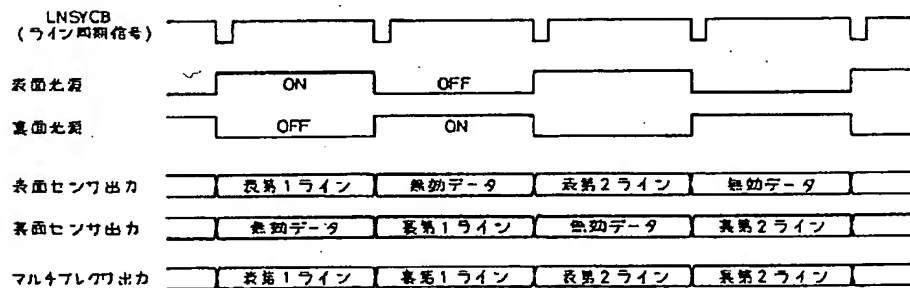 LNSYCB
(ライン同期信号)
表面光源 ON OFF
裏面光源 OFF ON
表面センサ出力 表第1ライン 無効データ 表第2ライン 無効データ
裏面センサ出力 無効データ 裏第1ライン 無効データ 裏第2ライン
マルチプレクサ出力 表第1ライン 裏第1ライン 表第2ライン 裏第2ライン